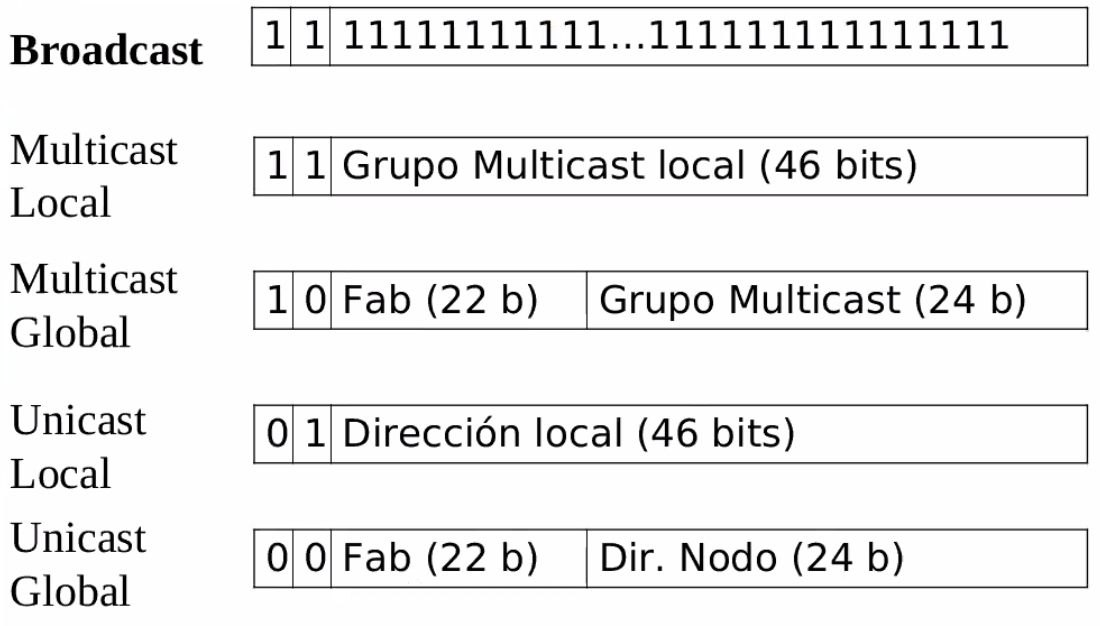 Broadcast 1 1 11111111111...111111111111111
Multicast
Local
1 1 Grupo Multicast local (46 bits)
Multicast
Global
1 0 Fab (22 b) Grupo Multicast (24 b)
Unicast
Local
0 1 Dirección local (46 bits)
Unicast
Global
0 0 Fab (22 b) Dir. Nodo (24 b)